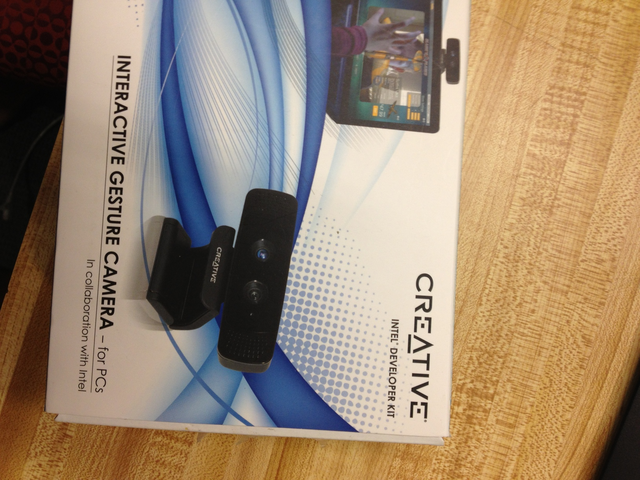 CREATIVE
INTEL® DEVELOPER KIT
CREATIVE
INTERACTIVE GESTURE CAMERA – for PCs
In collaboration with Intel